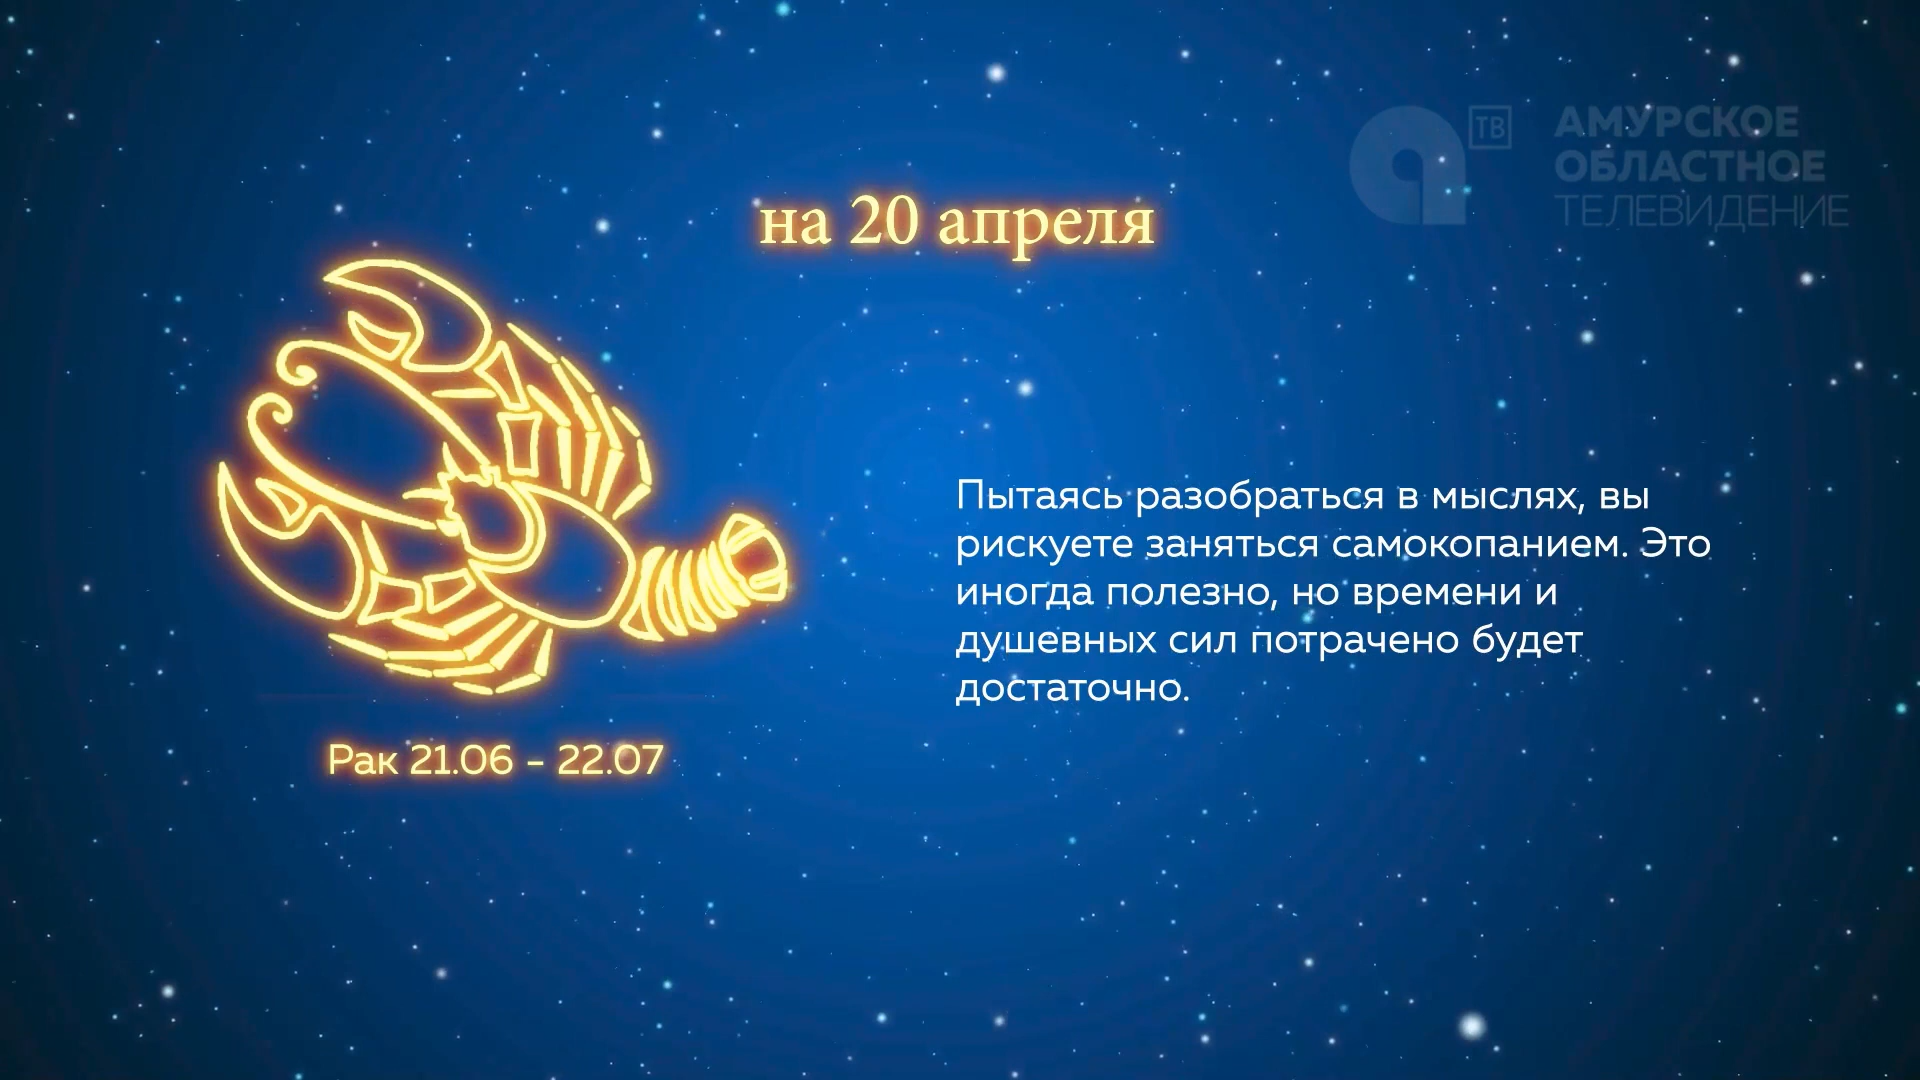 ТВ
АМУРСКОЕ
ОБЛАСТНОЕ
ТЕЛЕВИДЕНИЕ
на 20 апреля
Пытаясь разобраться в мыслях, вы
рискуете заняться самокопанием. Это
иногда полезно, но времени и
душевных сил потрачено будет
достаточно.
Рак 21.06 - 22.07